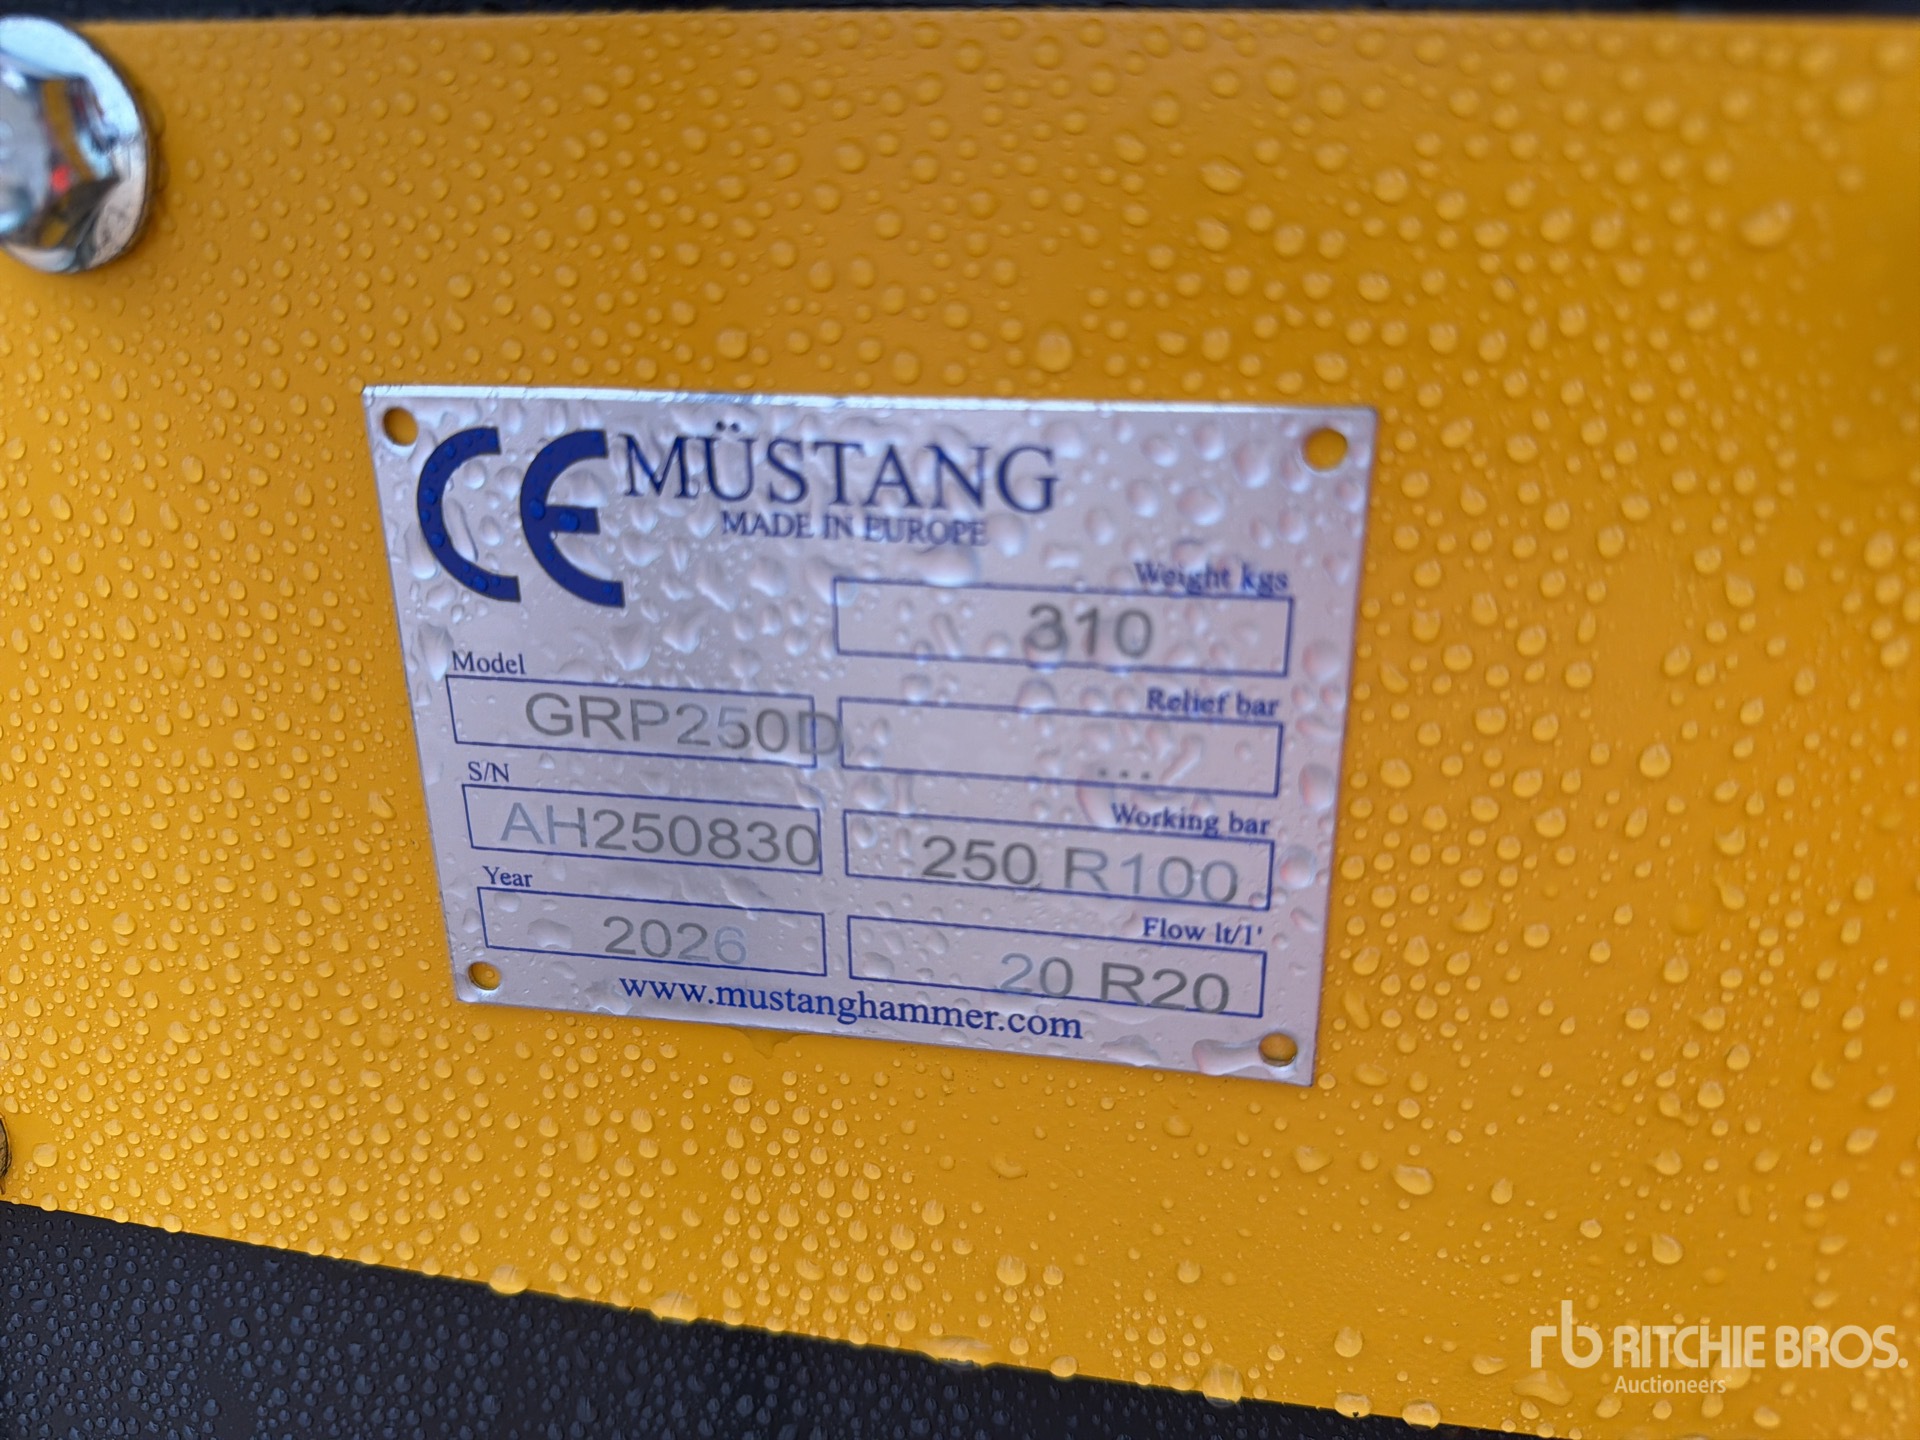 CE MÜSTANG
MADE IN EUROPE
Weight kgs
310
Model
GRP250D
Relief bar
...
S/N
AH250830
Working bar
250 R100
Year
2026
Flow lt/1'
20 R20
www.mustanghammer.com
rb RITCHIE BROS.
Auctioneers